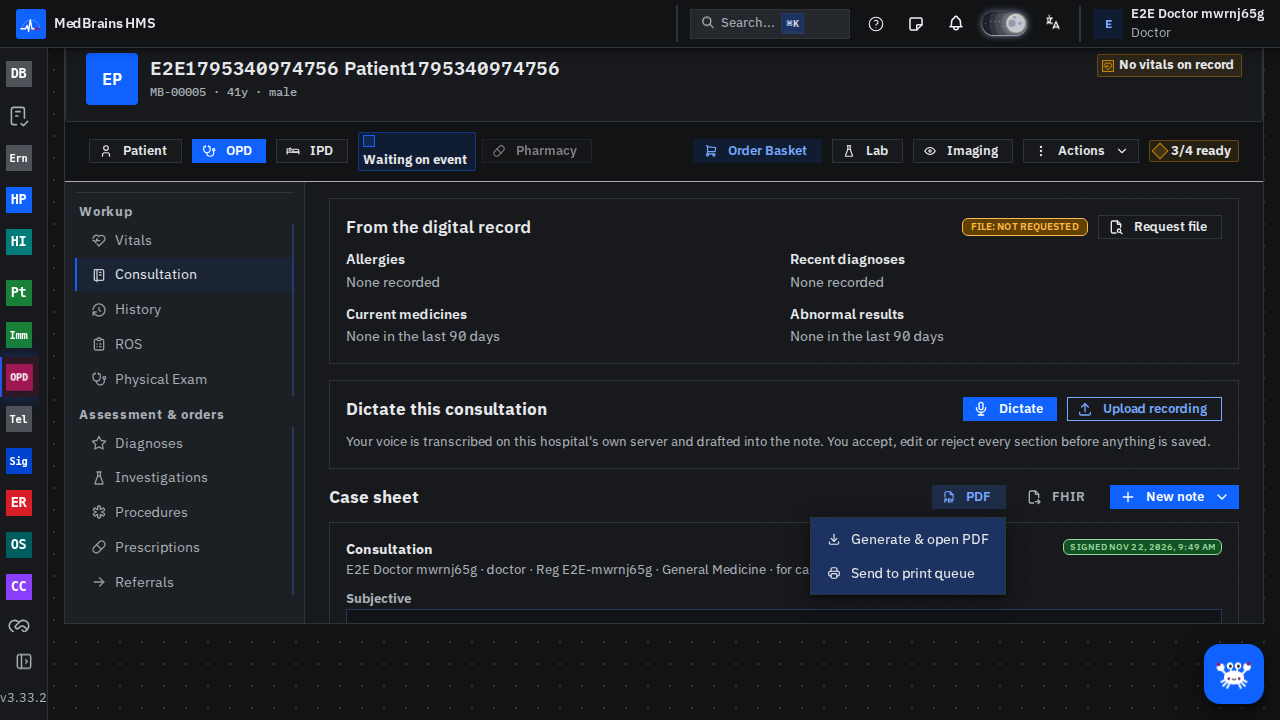 MedBrains HMS
Search...
⌘K
E
E2E Doctor mwrnj65g
Doctor
DB
Ern
HP
HI
Pt
Imm
OPD
Tel
Sig
ER
OS
CC
v3.33.2
EP
E2E1795340974756 Patient1795340974756
MB-00005 · 41y · male
No vitals on record
Patient
OPD
IPD
Waiting on event
Pharmacy
Order Basket
Lab
Imaging
Actions
3/4 ready
Workup
Vitals
Consultation
History
ROS
Physical Exam
Assessment & orders
Diagnoses
Investigations
Procedures
Prescriptions
Referrals
From the digital record
FILE: NOT REQUESTED
Request file
Allergies
None recorded
Recent diagnoses
None recorded
Current medicines
None in the last 90 days
Abnormal results
None in the last 90 days
Dictate this consultation
Dictate
Upload recording
Your voice is transcribed on this hospital's own server and drafted into the note. You accept, edit or reject every section before anything is saved.
Case sheet
PDF
FHIR
New note
Generate & open PDF
Send to print queue
Consultation
SIGNED NOV 22, 2026, 9:49 AM
E2E Doctor mwrnj65g · doctor · Reg E2E-mwrnj65g · General Medicine · for ca
Subjective